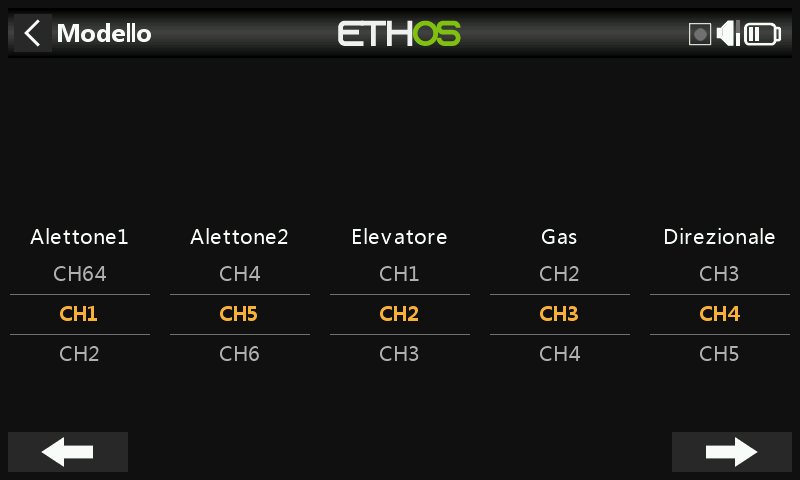 Modello
ETHOS
Alettone1 Alettone2 Elevatore Gas Direzionale
CH64 CH4 CH1 CH2 CH3
CH1 CH5 CH2 CH3 CH4
CH2 CH6 CH3 CH4 CH5